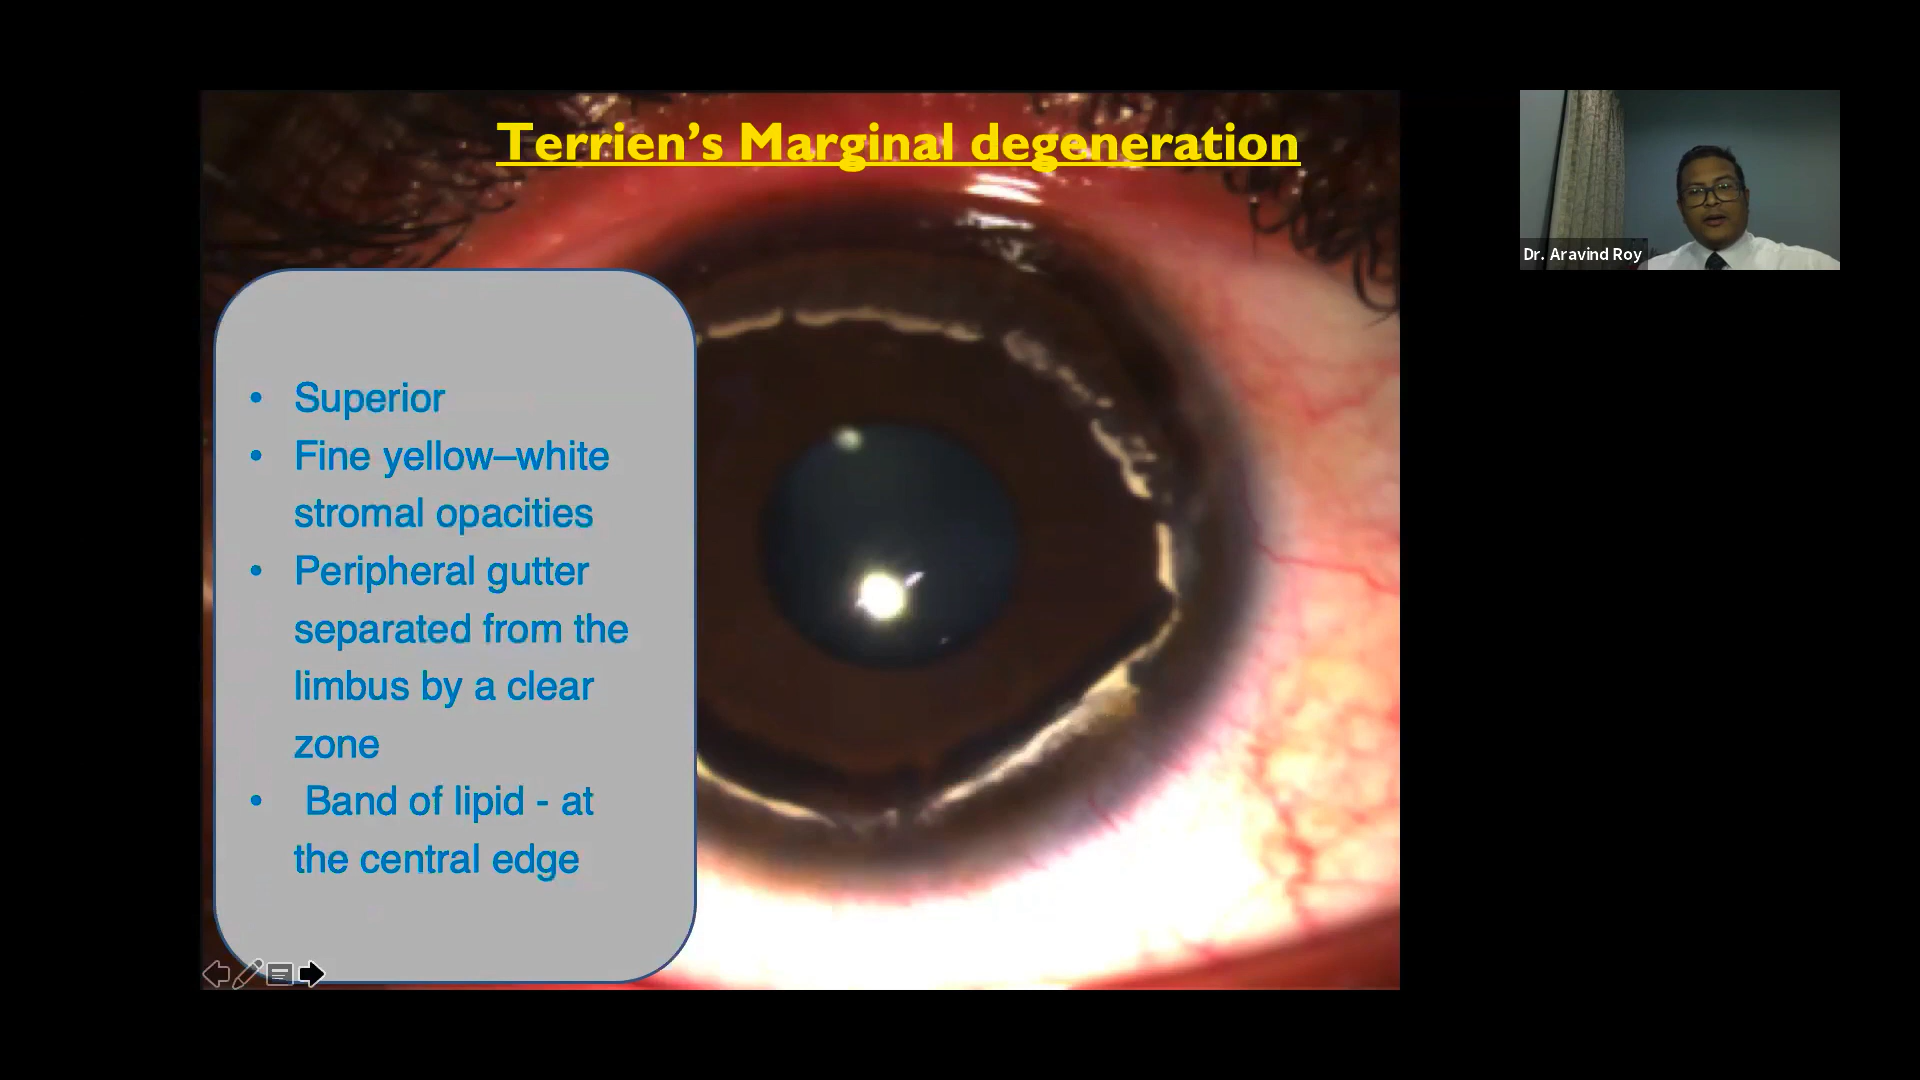 Terrien’s Marginal degeneration
Dr. Aravind Roy
• Superior
• Fine yellow–white
stromal opacities
• Peripheral gutter
separated from the
limbus by a clear
zone
• Band of lipid - at
the central edge